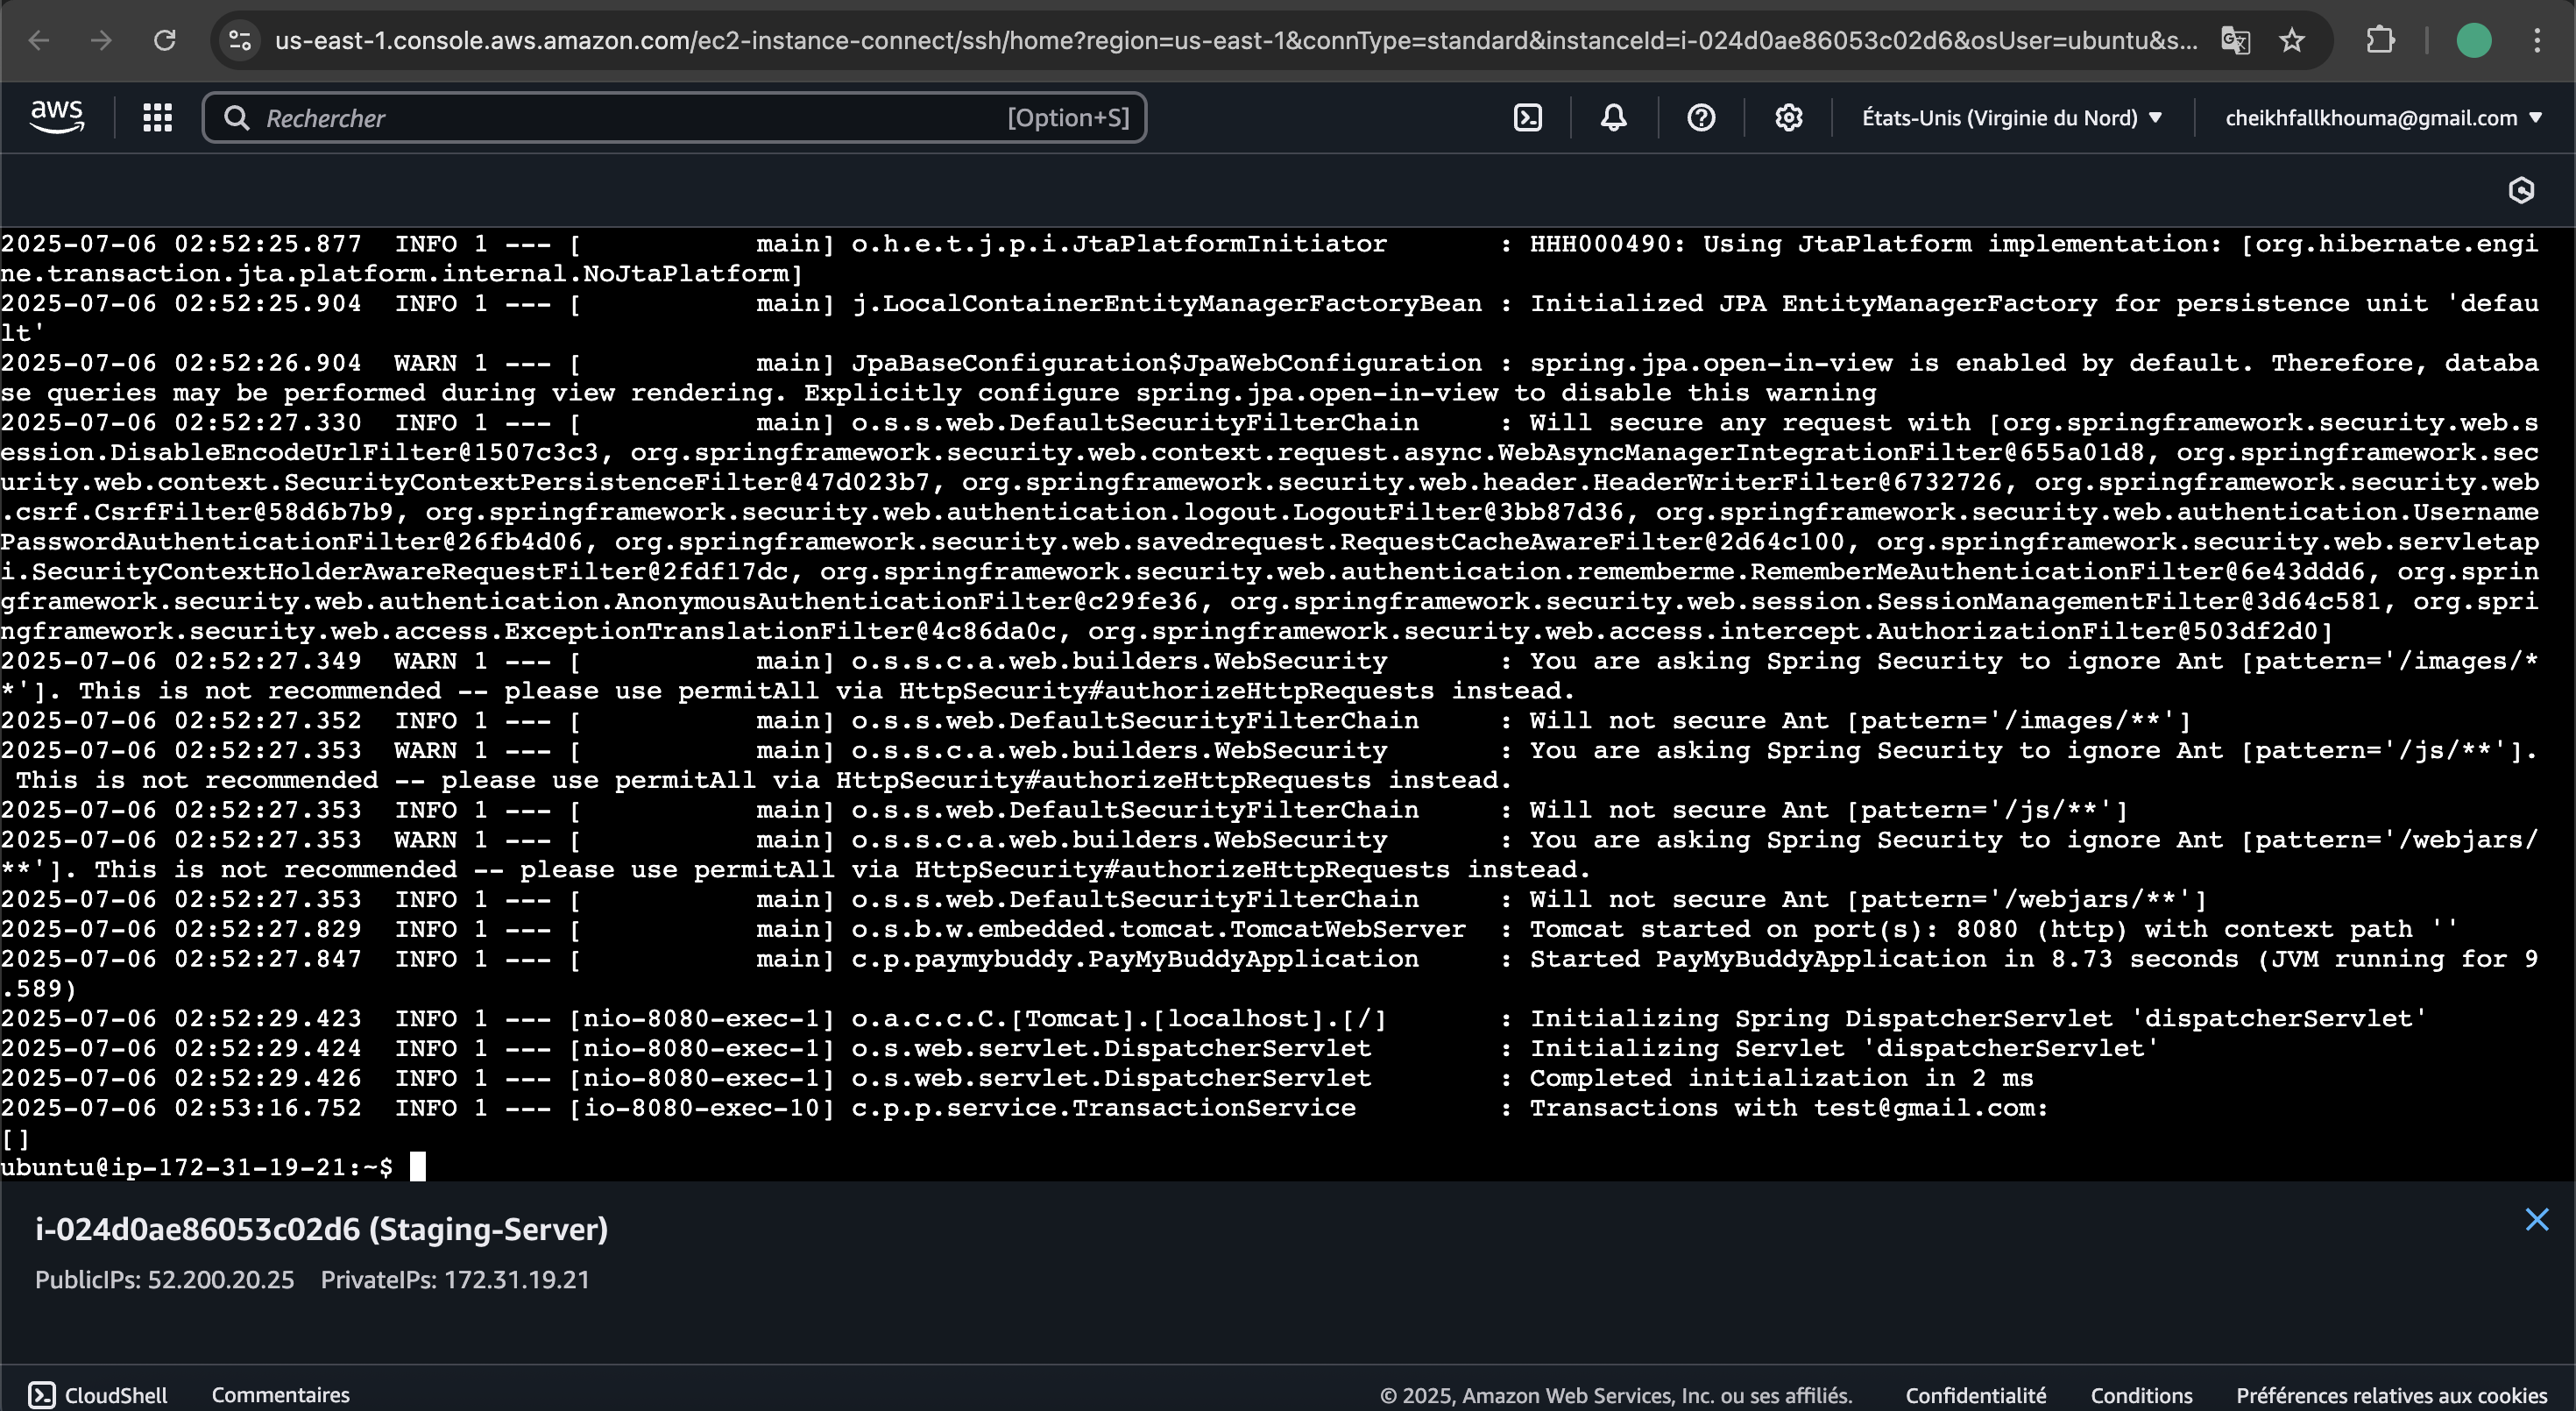 us-east-1.console.aws.amazon.com/ec2-instance-connect/ssh/home?region=us-east-1&connType=standard&instanceId=i-024d0ae86053c02d6&osUser=ubuntu&s...
aws
Rechercher [Option+S] États-Unis (Virginie du Nord) cheikhfallkhouma@gmail.com
2025-07-06 02:52:25.877  INFO 1 --- [           main] o.h.e.t.j.p.i.JtaPlatformInitiator       : HHH000490: Using JtaPlatform implementation: [org.hibernate.engi
ne.transaction.jta.platform.internal.NoJtaPlatform]
2025-07-06 02:52:25.904  INFO 1 --- [           main] j.LocalContainerEntityManagerFactoryBean : Initialized JPA EntityManagerFactory for persistence unit 'defau
lt'
2025-07-06 02:52:26.904  WARN 1 --- [           main] JpaBaseConfiguration$JpaWebConfiguration : spring.jpa.open-in-view is enabled by default. Therefore, databa
se queries may be performed during view rendering. Explicitly configure spring.jpa.open-in-view to disable this warning
2025-07-06 02:52:27.330  INFO 1 --- [           main] o.s.s.web.DefaultSecurityFilterChain     : Will secure any request with [org.springframework.security.web.s
ession.DisableEncodeUrlFilter@1507c3c3, org.springframework.security.web.context.request.async.WebAsyncManagerIntegrationFilter@655a01d8, org.springframework.sec
urity.web.context.SecurityContextPersistenceFilter@47d023b7, org.springframework.security.web.header.HeaderWriterFilter@6732726, org.springframework.security.web
.csrf.CsrfFilter@58d6b7b9, org.springframework.security.web.authentication.logout.LogoutFilter@3bb87d36, org.springframework.security.web.authentication.Username
PasswordAuthenticationFilter@26fb4d06, org.springframework.security.web.savedrequest.RequestCacheAwareFilter@2d64c100, org.springframework.security.web.servletap
i.SecurityContextHolderAwareRequestFilter@2fdf17dc, org.springframework.security.web.authentication.rememberme.RememberMeAuthenticationFilter@6e43ddd6, org.sprin
gframework.security.web.authentication.AnonymousAuthenticationFilter@c29fe36, org.springframework.security.web.session.SessionManagementFilter@3d64c581, org.spri
ngframework.security.web.access.ExceptionTranslationFilter@4c86da0c, org.springframework.security.web.access.intercept.AuthorizationFilter@503df2d0]
2025-07-06 02:52:27.349  WARN 1 --- [           main] o.s.s.c.a.web.builders.WebSecurity       : You are asking Spring Security to ignore Ant [pattern='/images/*
*']. This is not recommended -- please use permitAll via HttpSecurity#authorizeHttpRequests instead.
2025-07-06 02:52:27.352  INFO 1 --- [           main] o.s.s.web.DefaultSecurityFilterChain     : Will not secure Ant [pattern='/images/**']
2025-07-06 02:52:27.353  WARN 1 --- [           main] o.s.s.c.a.web.builders.WebSecurity       : You are asking Spring Security to ignore Ant [pattern='/js/**'].
 This is not recommended -- please use permitAll via HttpSecurity#authorizeHttpRequests instead.
2025-07-06 02:52:27.353  INFO 1 --- [           main] o.s.s.web.DefaultSecurityFilterChain     : Will not secure Ant [pattern='/js/**']
2025-07-06 02:52:27.353  WARN 1 --- [           main] o.s.s.c.a.web.builders.WebSecurity       : You are asking Spring Security to ignore Ant [pattern='/webjars/
**']. This is not recommended -- please use permitAll via HttpSecurity#authorizeHttpRequests instead.
2025-07-06 02:52:27.353  INFO 1 --- [           main] o.s.s.web.DefaultSecurityFilterChain     : Will not secure Ant [pattern='/webjars/**']
2025-07-06 02:52:27.829  INFO 1 --- [           main] o.s.b.w.embedded.tomcat.TomcatWebServer  : Tomcat started on port(s): 8080 (http) with context path ''
2025-07-06 02:52:27.847  INFO 1 --- [           main] c.p.paymybuddy.PayMyBuddyApplication     : Started PayMyBuddyApplication in 8.73 seconds (JVM running for 9
.589)
2025-07-06 02:52:29.423  INFO 1 --- [nio-8080-exec-1] o.a.c.c.C.[Tomcat].[localhost].[/]       : Initializing Spring DispatcherServlet 'dispatcherServlet'
2025-07-06 02:52:29.424  INFO 1 --- [nio-8080-exec-1] o.s.web.servlet.DispatcherServlet        : Initializing Servlet 'dispatcherServlet'
2025-07-06 02:52:29.426  INFO 1 --- [nio-8080-exec-1] o.s.web.servlet.DispatcherServlet        : Completed initialization in 2 ms
2025-07-06 02:53:16.752  INFO 1 --- [io-8080-exec-10] c.p.p.service.TransactionService         : Transactions with test@gmail.com:
[]
ubuntu@ip-172-31-19-21:~$
i-024d0ae86053c02d6 (Staging-Server)
PublicIPs: 52.200.20.25 PrivateIPs: 172.31.19.21
CloudShell Commentaires © 2025, Amazon Web Services, Inc. ou ses affiliés. Confidentialité Conditions Préférences relatives aux cookies